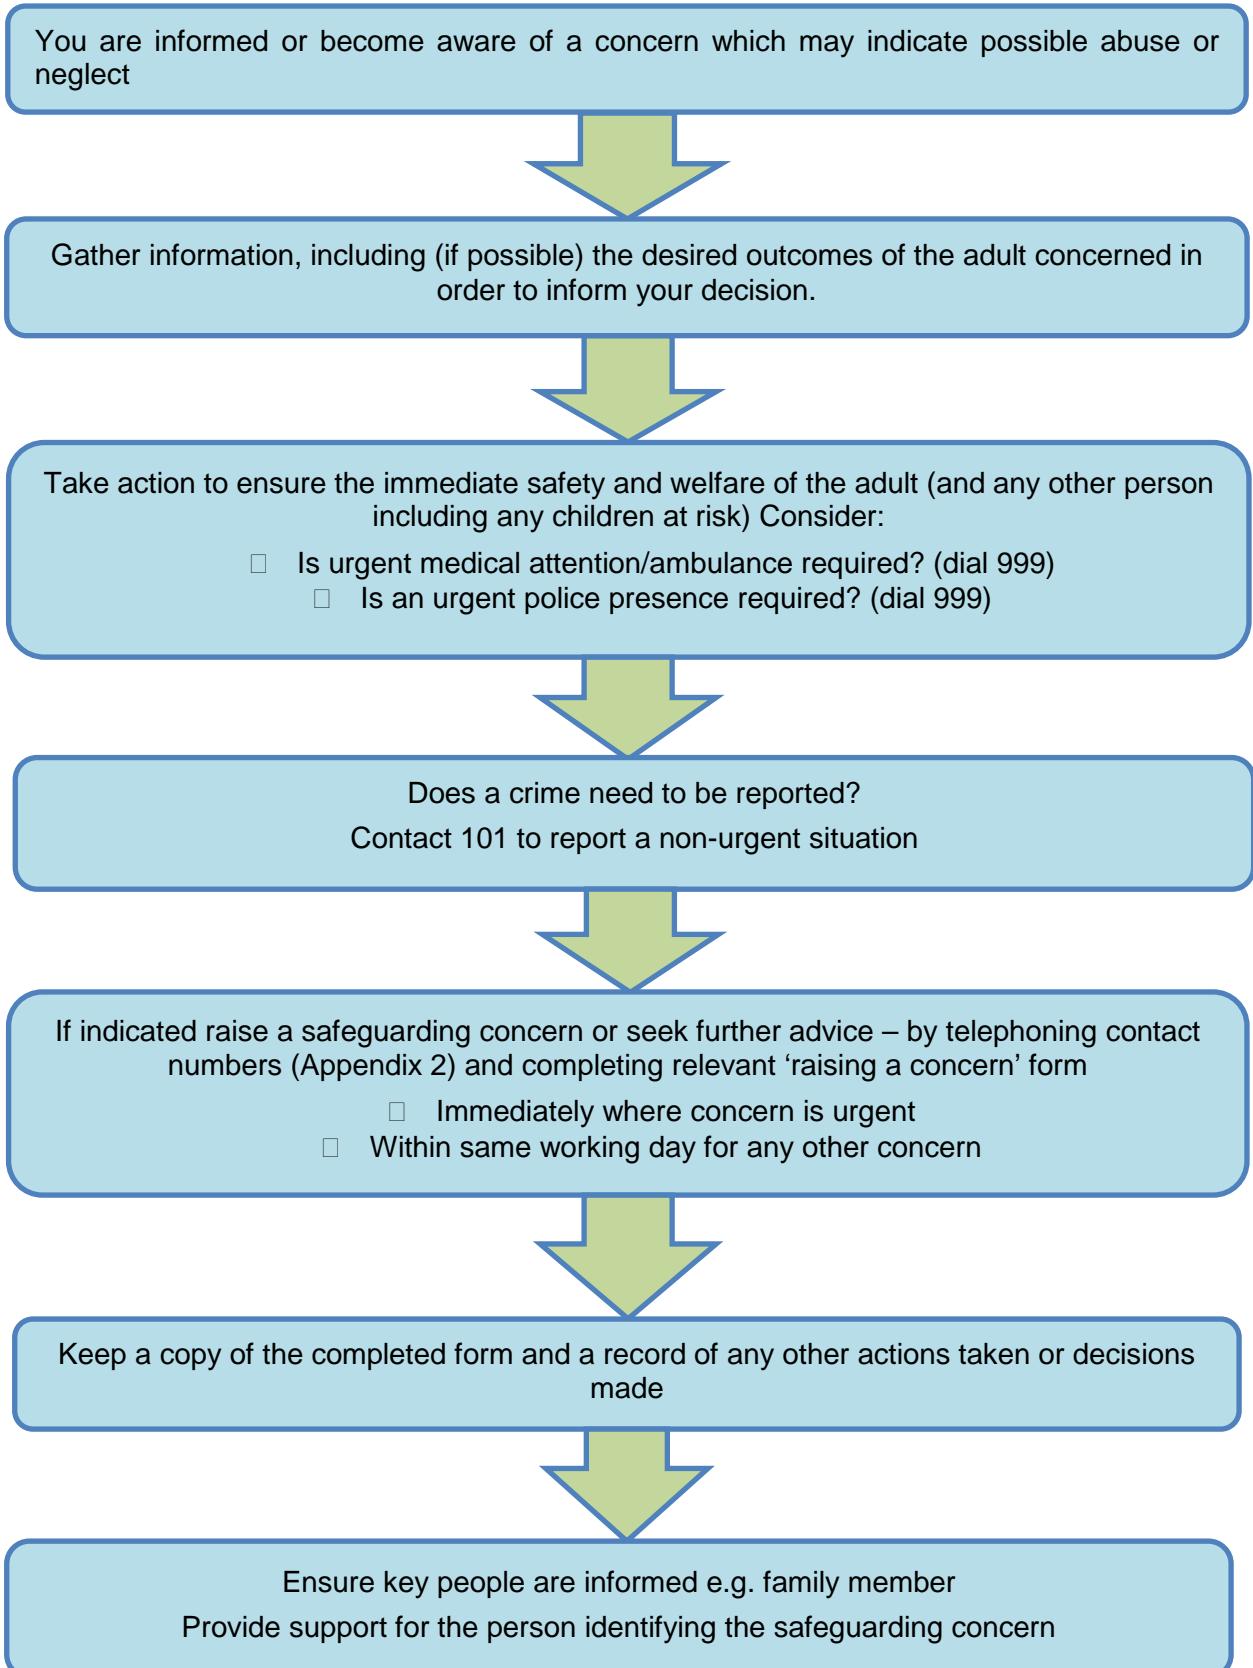 You are informed or become aware of a concern which may indicate possible abuse or
neglect
Gather information, including (if possible) the desired outcomes of the adult concerned in
order to inform your decision.
Take action to ensure the immediate safety and welfare of the adult (and any other person
including any children at risk) Consider:
Is urgent medical attention/ambulance required? (dial 999)
Is an urgent police presence required? (dial 999)
Does a crime need to be reported?
Contact 101 to report a non-urgent situation
If indicated raise a safeguarding concern or seek further advice – by telephoning contact
numbers (Appendix 2) and completing relevant ‘raising a concern’ form
Immediately where concern is urgent
Within same working day for any other concern
Keep a copy of the completed form and a record of any other actions taken or decisions
made
Ensure key people are informed e.g. family member
Provide support for the person identifying the safeguarding concern